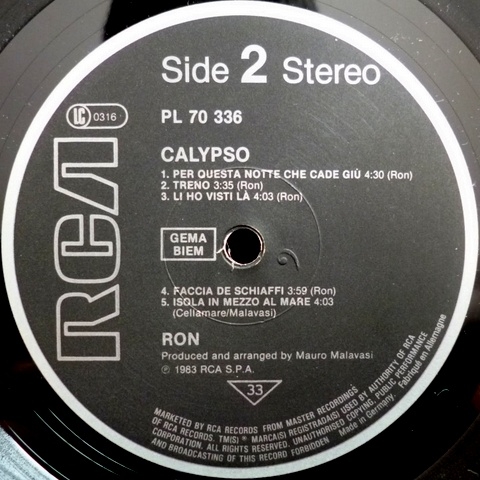 Side 2 Stereo
LC 0316
PL 70 336
RCA
CALYPSO
1. PER QUESTA NOTTE CHE CADE GIÙ 4:30 (Ron)
2. TRENO 3:35 (Ron)
3. LI HO VISTI LÀ 4:03 (Ron)
GEMA
BIEM
4. FACCIA DE SCHIAFFI 3:59 (Ron)
5. ISOLA IN MEZZO AL MARE 4:03
(Cellamare/Malavasi)
RON
Produced and arranged by Mauro Malavasi
℗ 1983 RCA S.P.A.
33
MARKETED BY RCA RECORDS FROM MASTER RECORDINGS
OF RCA RECORDS. TM(S) ® MARCA(S) REGISTRADA(S) USED BY AUTHORITY OF RCA
CORPORATION. ALL RIGHTS RESERVED. UNAUTHORISED COPYING, PUBLIC PERFORMANCE
AND BROADCASTING OF THIS RECORD FORBIDDEN
Made in Germany. Fabriqué en Allemagne